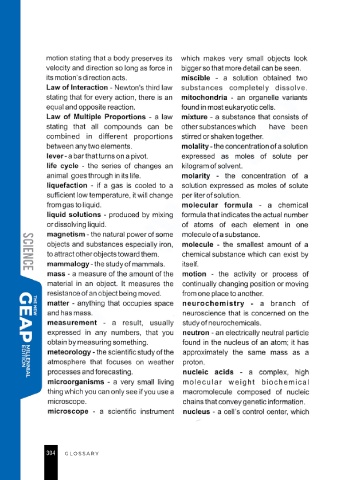 motion stating that a body preserves its
velocity and direction so long as force in
its motion's direction acts.
Law of Interaction - Newton's third law
stating that for every action, there is an
equal and opposite reaction.
Law of Multiple Proportions - a law
stating that all compounds can be
combined in different proportions
between any two elements.
lever - a bar that turns on a pivot.
life cycle - the series of changes an
animal goes through in its life.
liquefaction - if a gas is cooled to a
sufficient low temperature, it will change
from gas to liquid.
liquid solutions - produced by mixing
or dissolving liquid.
magnetism - the natural power of some
objects and substances especially iron,
to attract other objects toward them.
mammalogy - the study of mammals.
mass - a measure of the amount of the
material in an object. It measures the
resistance of an object being moved.
matter - anything that occupies space
and has mass.
measurement - a result, usually
expressed in any numbers, that you
obtain by measuring something.
meteorology - the scientific study of the
atmosphere that focuses on weather
processes and forecasting.
microorganisms - a very small living
thing which you can only see if you use a
microscope.
microscope - a scientific instrument
which makes very small objects look
bigger so that more detail can be seen.
miscible - a solution obtained two
substances completely dissolve.
mitochondria - an organelle variants
found in most eukaryotic cells.
mixture - a substance that consists of
other substances which have been
stirred or shaken together.
molality - the concentration of a solution
expressed as moles of solute per
kilogram of solvent.
molarity - the concentration of a
solution expressed as moles of solute
per liter of solution.
molecular formula - a chemical
formula that indicates the actual number
of atoms of each element in one
molecule of a substance.
molecule - the smallest amount of a
chemical substance which can exist by
itself.
motion - the activity or process of
continually changing position or moving
from one place to another.
neurochemistry - a branch of
neuroscience that is concerned on the
study of neurochemicals.
neutron - an electrically neutral particle
found in the nucleus of an atom; it has
approximately the same mass as a
proton.
nucleic acids - a complex, high
molecular weight biochemical
macromolecule composed of nucleic
chains that convey genetic information.
nucleus - a cell's control center, which
SCIENCE
THE NEW
GEAP
MILLENNIAL
EDITION
304 GLOSSARY